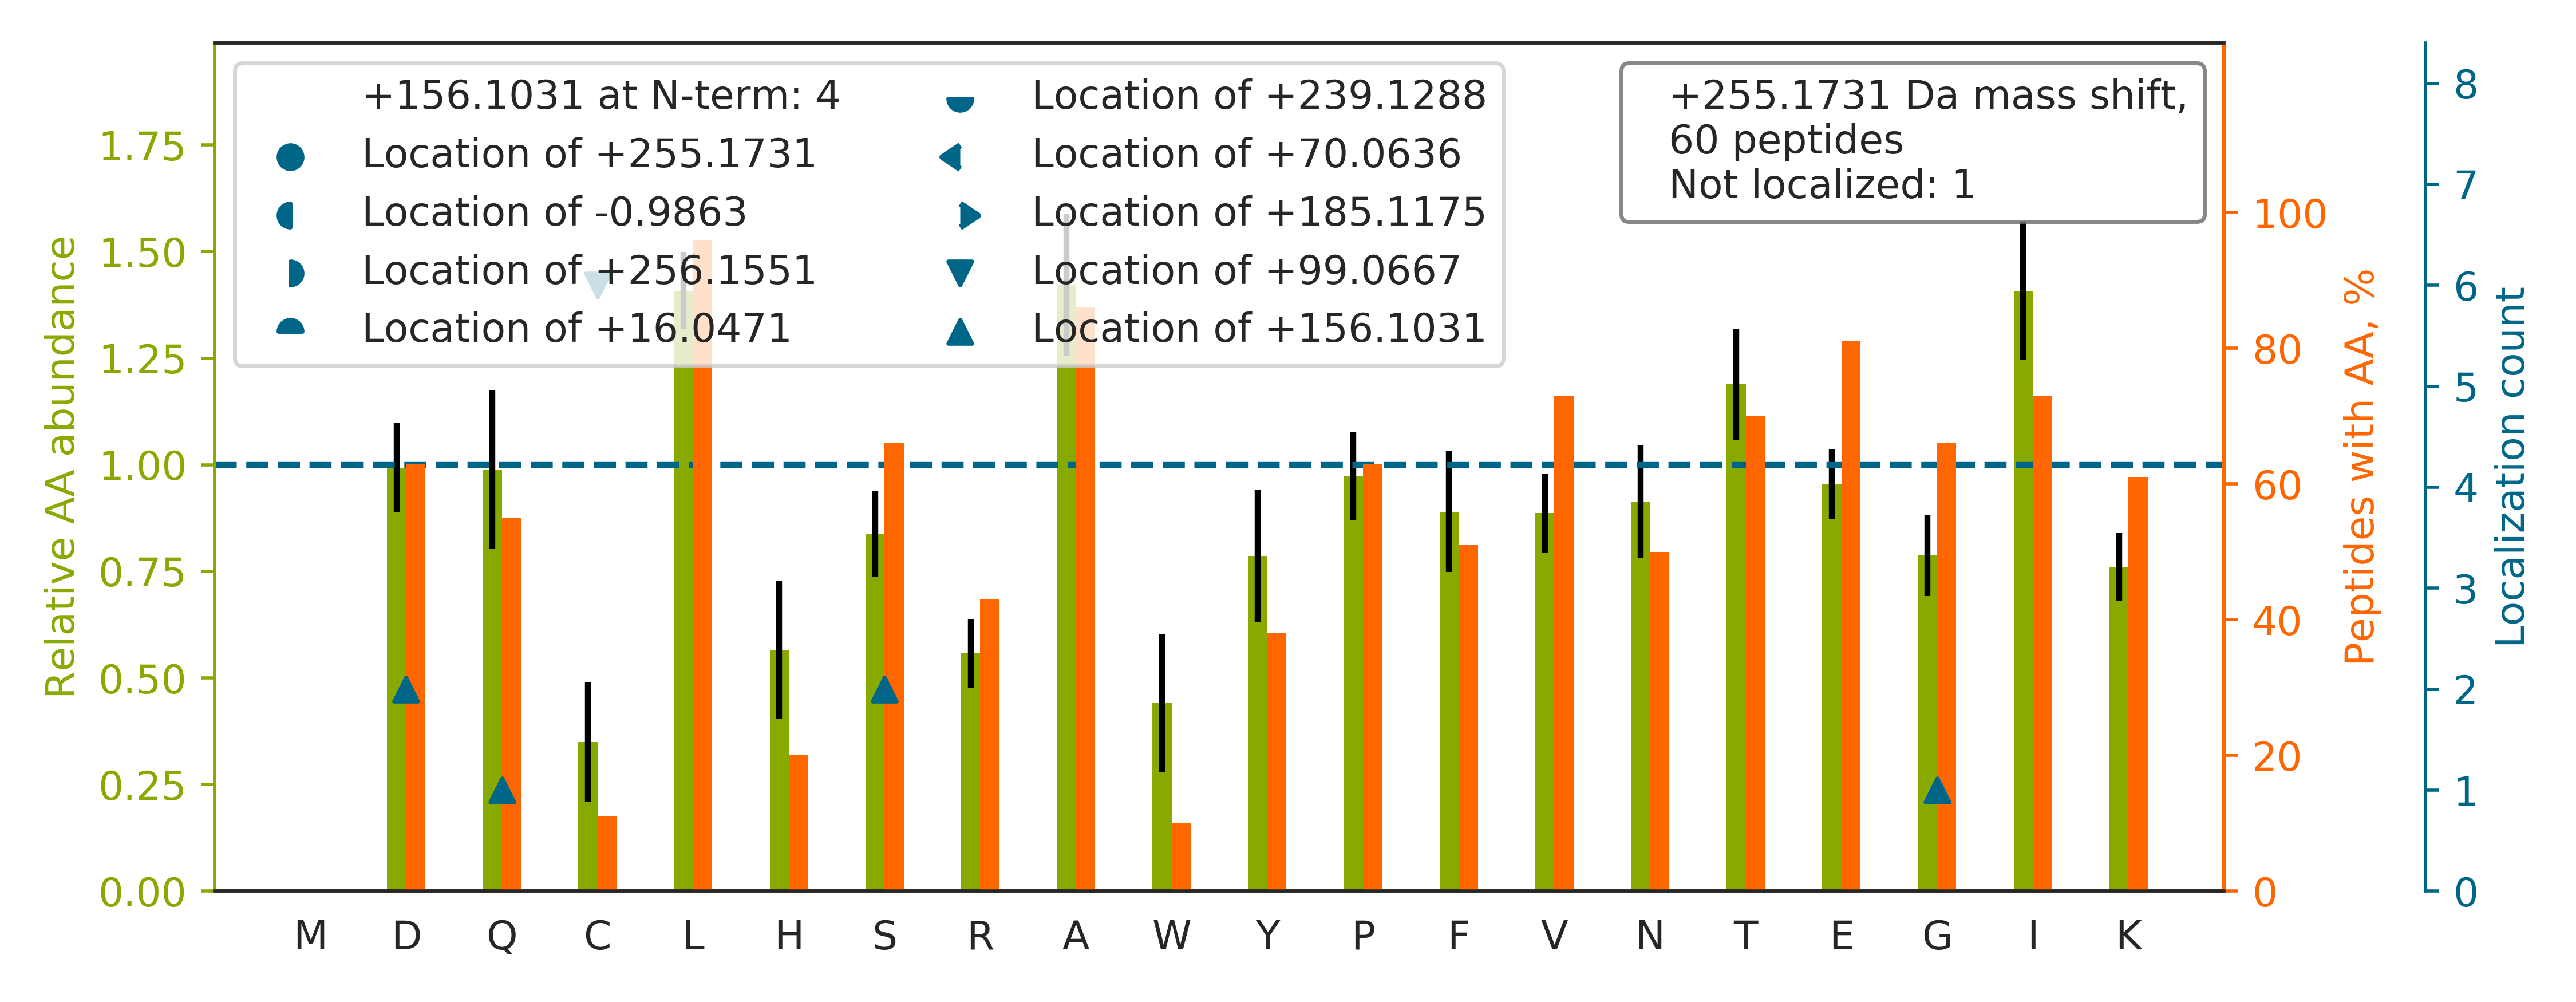 +156.1031 at N-term: 4
Location of +255.1731
Location of -0.9863
Location of +256.1551
Location of +16.0471
Location of +239.1288
Location of +70.0636
Location of +185.1175
Location of +99.0667
Location of +156.1031
+255.1731 Da mass shift,
60 peptides
Not localized: 1
Relative AA abundance
1.75
1.50
1.25
1.00
0.75
0.50
0.25
0.00
M D Q C L H S R A W Y P F V N T E G I K
100
80
60
40
20
0
Peptides with AA, %
8
7
6
5
4
3
2
1
0
Localization count